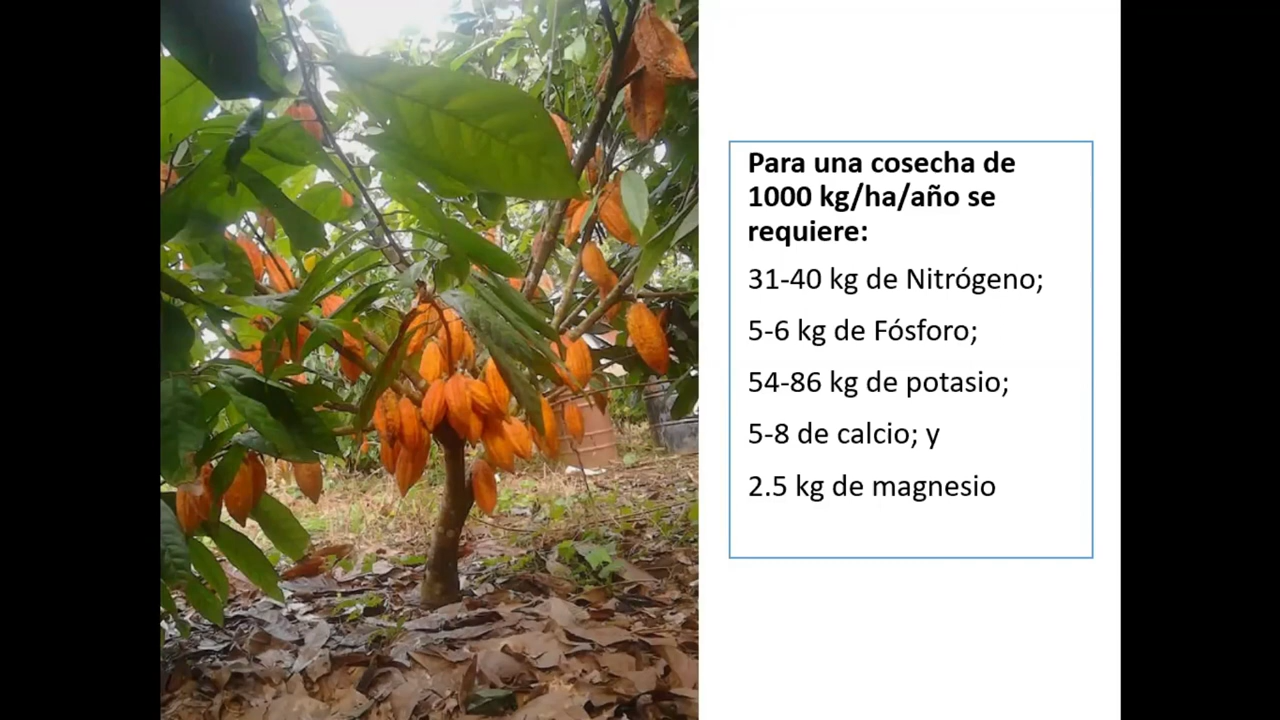 Para una cosecha de
1000 kg/ha/año se
requiere:
31-40 kg de Nitrógeno;
5-6 kg de Fósforo;
54-86 kg de potasio;
5-8 de calcio; y
2.5 kg de magnesio